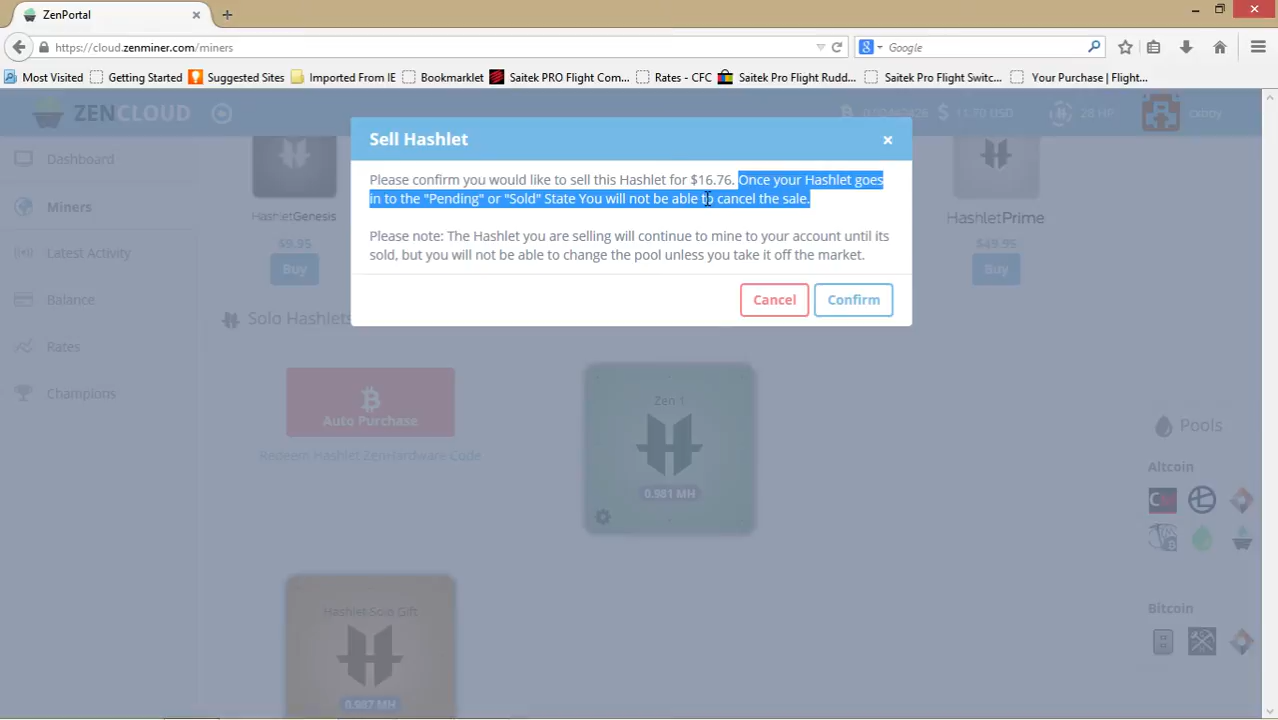 ZenPortal
https://cloud.zenminer.com/miners
Google
Most Visited
Getting Started
Suggested Sites
Imported From IE
Bookmarklet
Saitek PRO Flight Com...
Rates - CFC
Saitek Pro Flight Rudd...
Saitek Pro Flight Switc...
Your Purchase | Flight...
ZENCLOUD
11.70 USD
28 HP
Sell Hashlet
×
Please confirm you would like to sell this Hashlet for $16.76. Once your Hashlet goes
in to the "Pending" or "Sold" State You will not be able to cancel the sale.
Please note: The Hashlet you are selling will continue to mine to your account until its
sold, but you will not be able to change the pool unless you take it off the market.
Cancel
Confirm
Dashboard
Miners
Latest Activity
Balance
Rates
Champions
HashletGenesis
$9.95
Buy
HashletPrime
$49.95
Buy
Solo Hashlets
Auto Purchase
Redeem Hashlet ZenHardware Code
Zen 1
0.981 MH
Hashlet Solo Gift
0.987 MH
Pools
Altcoin
Bitcoin